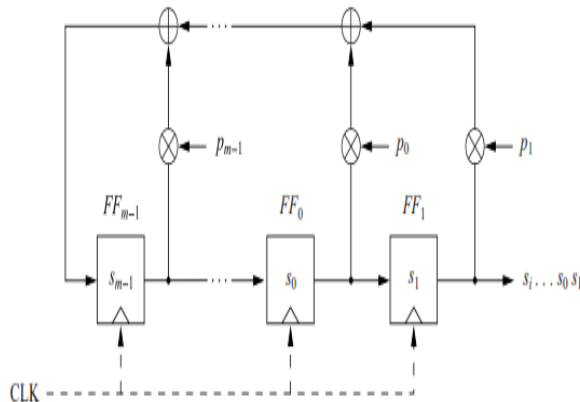 ...
p_{m-1} p_0 p_1
FF_{m-1} FF_0 FF_1
s_{m-1} ... s_0 s_1 s_i ... s_0 s_1
CLK